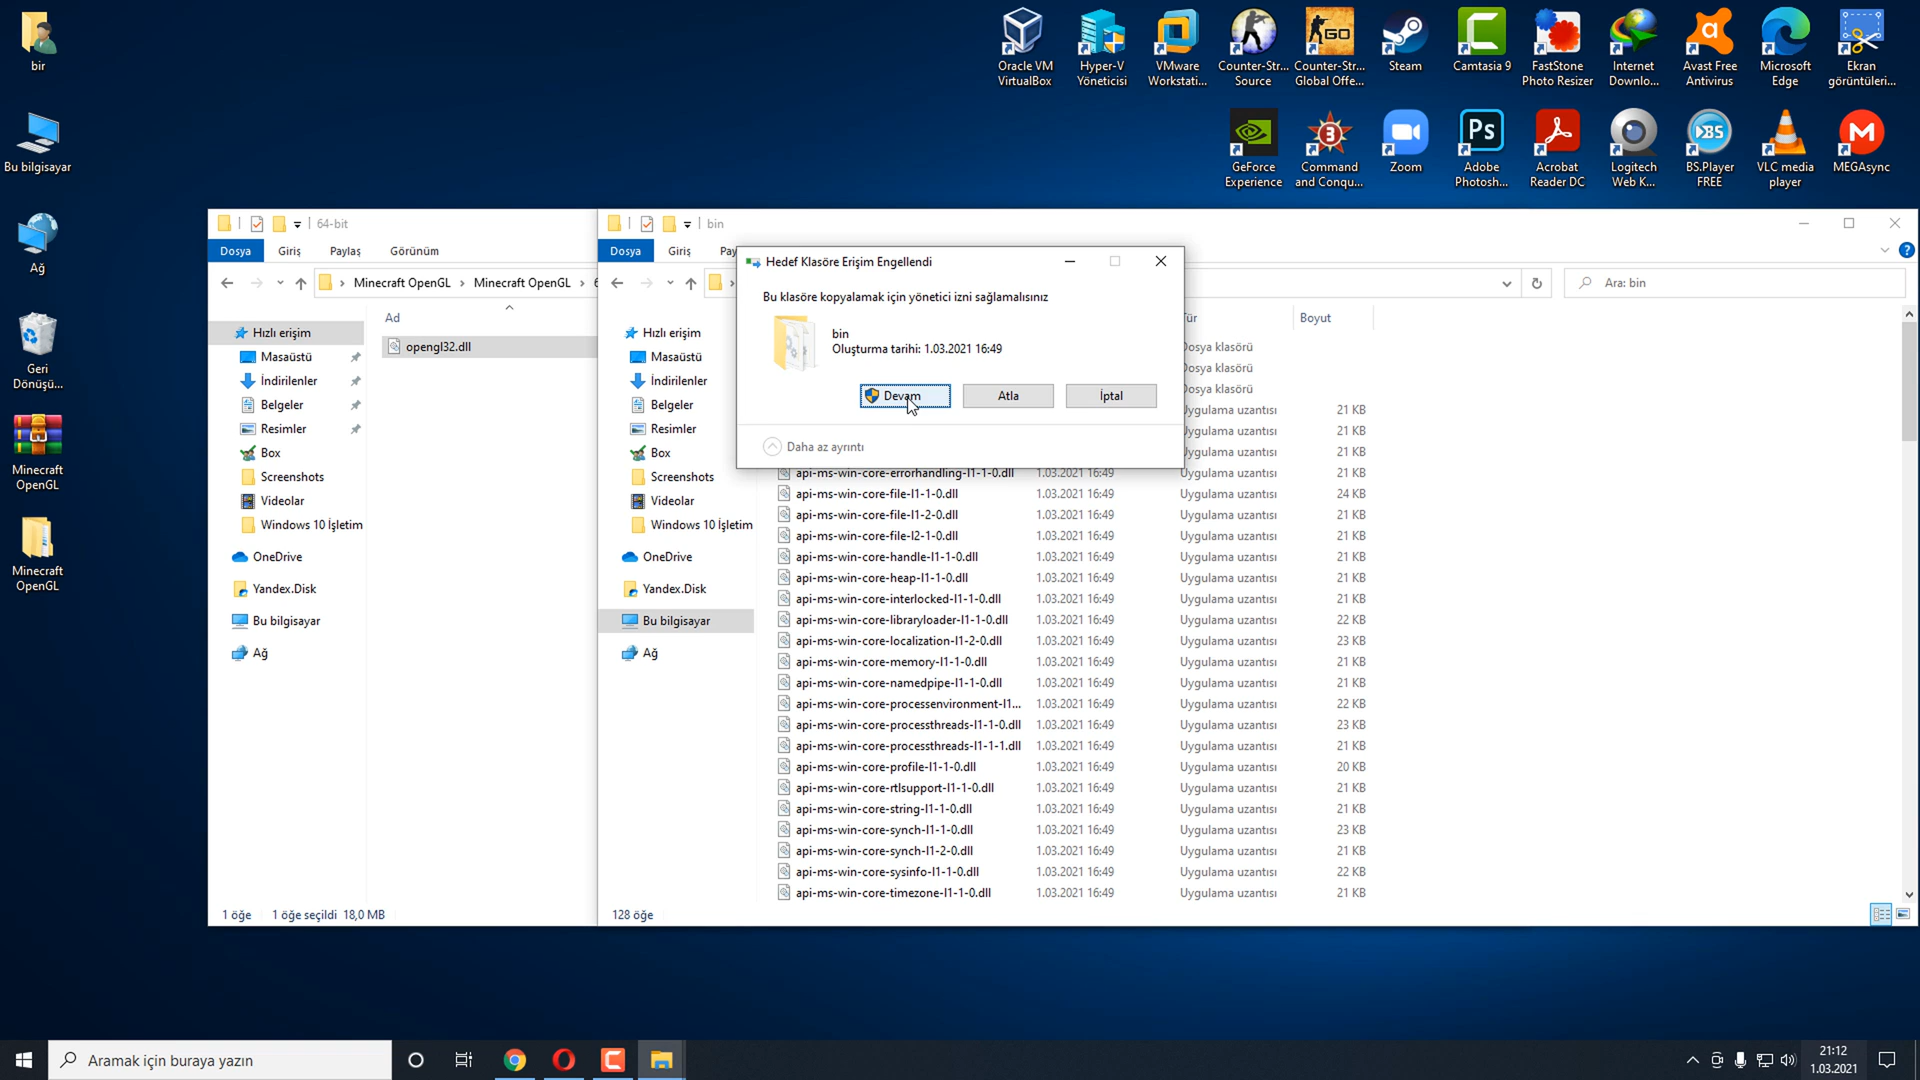 bir
Bu bilgisayar
Ağ
Geri
Dönüşü...
Minecraft
OpenGL
Minecraft
OpenGL
Oracle VM
VirtualBox
Hyper-V
Yöneticisi
VMware
Workstati...
Counter-Str...
Source
Counter-Str...
Global Offe...
Steam
Camtasia 9
FastStone
Photo Resizer
Internet
Downlo...
Avast Free
Antivirus
Microsoft
Edge
Ekran
görüntüleri...
GeForce
Experience
Command
and Conqu...
Zoom
Adobe
Photosh...
Acrobat
Reader DC
Logitech
Web K...
BS.Player
FREE
VLC media
player
MEGAsync
64-bit
Dosya Giriş Paylaş Görünüm
Minecraft OpenGL > Minecraft OpenGL > 6
Ad
opengl32.dll
Hızlı erişim
Masaüstü
İndirilenler
Belgeler
Resimler
Box
Screenshots
Videolar
Windows 10 İşletim
OneDrive
Yandex.Disk
Bu bilgisayar
Ağ
1 öğe 1 öğe seçildi 18,0 MB
bin
Dosya Giriş Pay
Ara: bin
Hızlı erişim
Masaüstü
İndirilenler
Belgeler
Resimler
Box
Screenshots
Videolar
Windows 10 İşletim
OneDrive
Yandex.Disk
Bu bilgisayar
Ağ
Hedef Klasöre Erişim Engellendi
Bu klasöre kopyalamak için yönetici izni sağlamalısınız
bin
Oluşturma tarihi: 1.03.2021 16:49
Devam Atla İptal
Daha az ayrıntı
Tür Boyut
Dosya klasörü
Dosya klasörü
Dosya klasörü
Uygulama uzantısı 21 KB
Uygulama uzantısı 21 KB
Uygulama uzantısı 21 KB
api-ms-win-core-errorhandling-l1-1-0.dll 1.03.2021 16:49 Uygulama uzantısı 21 KB
api-ms-win-core-file-l1-1-0.dll 1.03.2021 16:49 Uygulama uzantısı 24 KB
api-ms-win-core-file-l1-2-0.dll 1.03.2021 16:49 Uygulama uzantısı 21 KB
api-ms-win-core-file-l2-1-0.dll 1.03.2021 16:49 Uygulama uzantısı 21 KB
api-ms-win-core-handle-l1-1-0.dll 1.03.2021 16:49 Uygulama uzantısı 21 KB
api-ms-win-core-heap-l1-1-0.dll 1.03.2021 16:49 Uygulama uzantısı 21 KB
api-ms-win-core-interlocked-l1-1-0.dll 1.03.2021 16:49 Uygulama uzantısı 21 KB
api-ms-win-core-libraryloader-l1-1-0.dll 1.03.2021 16:49 Uygulama uzantısı 22 KB
api-ms-win-core-localization-l1-2-0.dll 1.03.2021 16:49 Uygulama uzantısı 23 KB
api-ms-win-core-memory-l1-1-0.dll 1.03.2021 16:49 Uygulama uzantısı 21 KB
api-ms-win-core-namedpipe-l1-1-0.dll 1.03.2021 16:49 Uygulama uzantısı 21 KB
api-ms-win-core-processenvironment-l1... 1.03.2021 16:49 Uygulama uzantısı 22 KB
api-ms-win-core-processthreads-l1-1-0.dll 1.03.2021 16:49 Uygulama uzantısı 23 KB
api-ms-win-core-processthreads-l1-1-1.dll 1.03.2021 16:49 Uygulama uzantısı 21 KB
api-ms-win-core-profile-l1-1-0.dll 1.03.2021 16:49 Uygulama uzantısı 20 KB
api-ms-win-core-rtlsupport-l1-1-0.dll 1.03.2021 16:49 Uygulama uzantısı 21 KB
api-ms-win-core-string-l1-1-0.dll 1.03.2021 16:49 Uygulama uzantısı 21 KB
api-ms-win-core-synch-l1-1-0.dll 1.03.2021 16:49 Uygulama uzantısı 23 KB
api-ms-win-core-synch-l1-2-0.dll 1.03.2021 16:49 Uygulama uzantısı 21 KB
api-ms-win-core-sysinfo-l1-1-0.dll 1.03.2021 16:49 Uygulama uzantısı 22 KB
api-ms-win-core-timezone-l1-1-0.dll 1.03.2021 16:49 Uygulama uzantısı 21 KB
128 öğe
Aramak için buraya yazın
21:12
1.03.2021